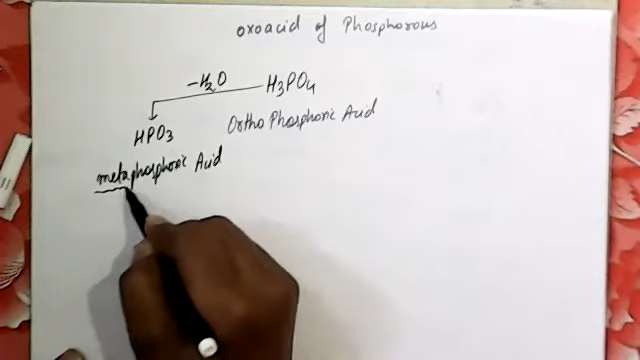 oxoacid of Phosphorous
-H₂O H₃PO₄
HPO₃ Ortho Phosphoric Acid
metaphosphoric Acid